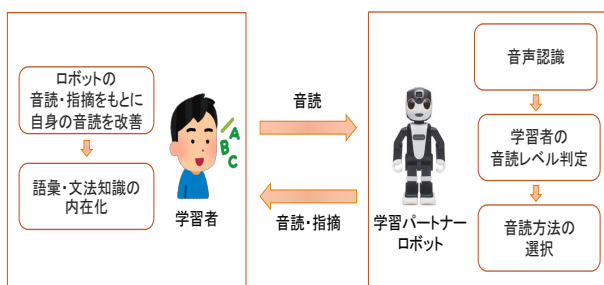 ロボットの
音読・指摘をもとに
自身の音読を改善
語彙・文法知識の
内在化
A
B
C
学習者
音読
音読・指摘
学習パートナー
ロボット
音声認識
学習者の
音読レベル判定
音読方法の
選択